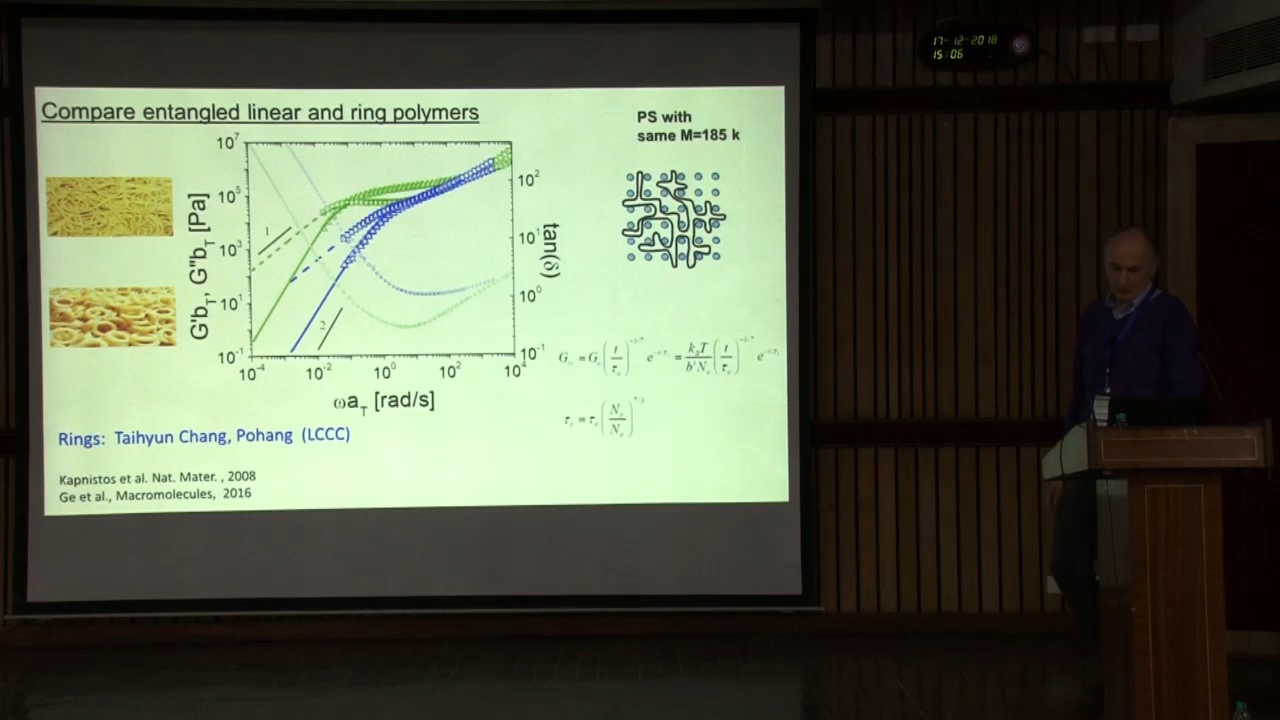 17-12-2018
15:06
Compare entangled linear and ring polymers
PS with
same M=185 k
10^7
10^5
10^3
10^1
10^-1
G'b_T, G"b_T [Pa]
1
2
10^2
10^1
10^0
10^-1
tan(δ)
10^-4
10^-2
10^0
10^2
10^4
ωa_T [rad/s]
Rings: Taihyun Chang, Pohang (LCCC)
Kapnistos et al. Nat. Mater. , 2008
Ge et al., Macromolecules, 2016